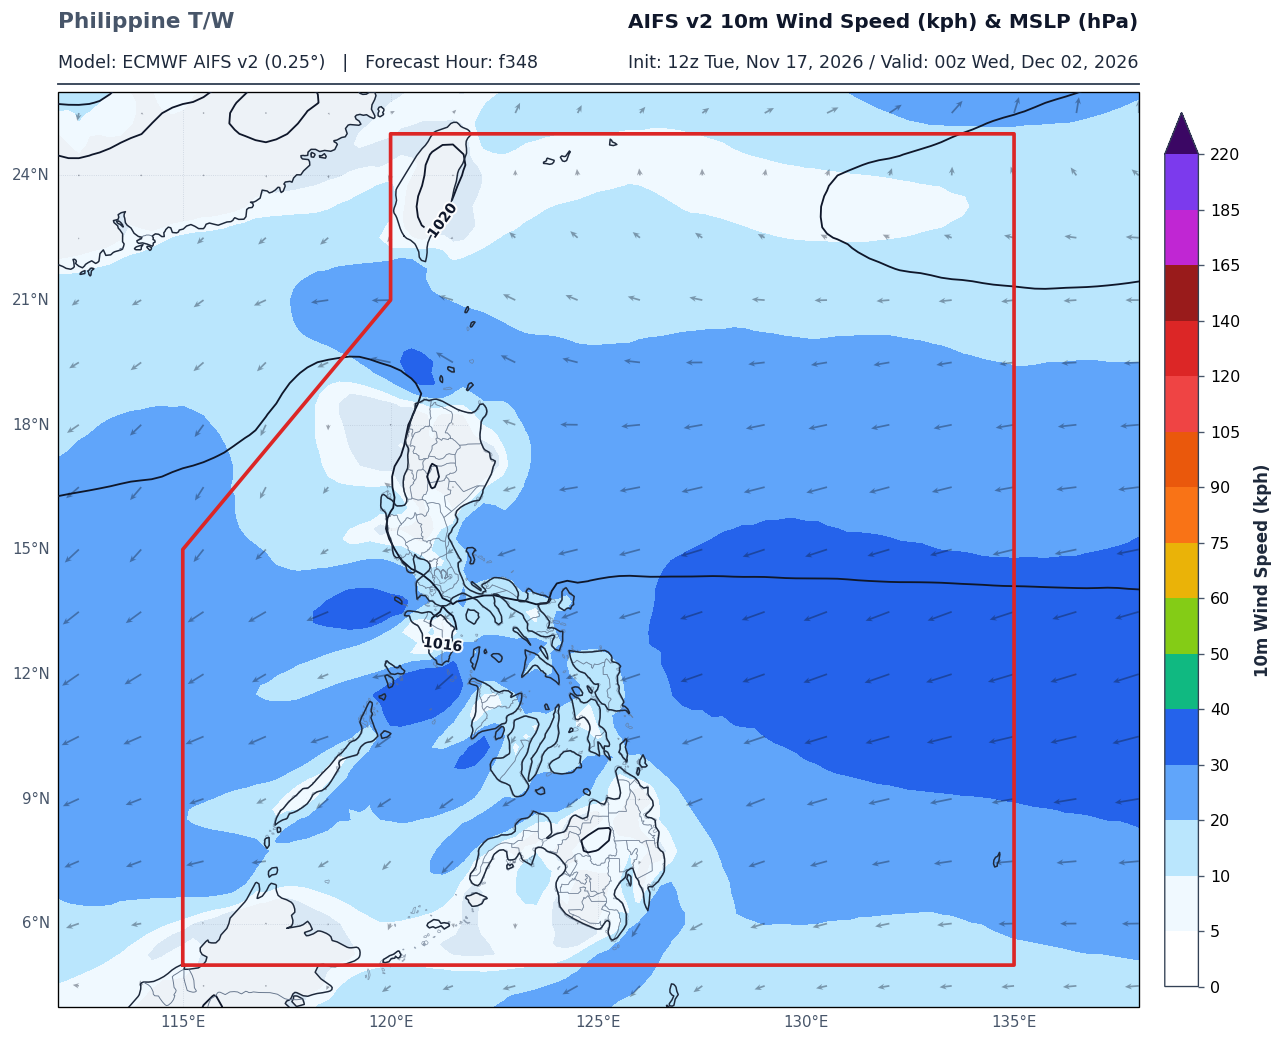 Philippine T/W
AIFS v2 10m Wind Speed (kph) & MSLP (hPa)
Model: ECMWF AIFS v2 (0.25°) | Forecast Hour: f348
Init: 12z Tue, Nov 17, 2026 / Valid: 00z Wed, Dec 02, 2026
24°N
21°N
18°N
15°N
12°N
9°N
6°N
115°E
120°E
125°E
130°E
135°E
1020
1016
220
185
165
140
120
105
90
75
60
50
40
30
20
10
5
0
10m Wind Speed (kph)